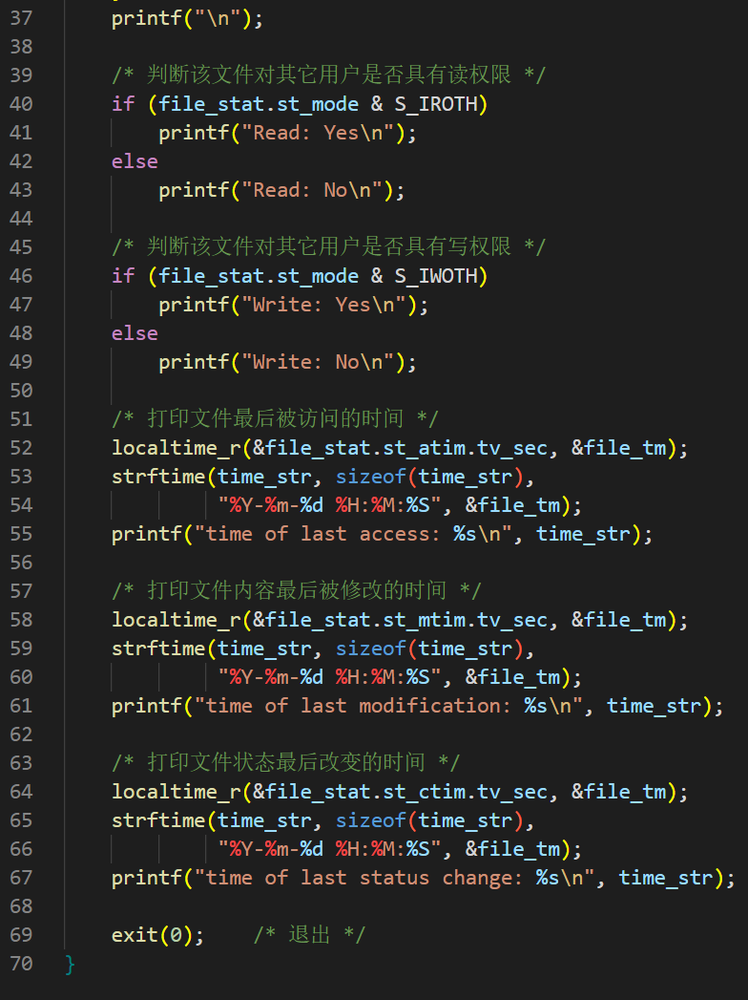 37 printf("\n");
38
39 /* 判断该文件对其它用户是否具有读权限 */
40 if (file_stat.st_mode & S_IROTH)
41 printf("Read: Yes\n");
42 else
43 printf("Read: No\n");
44
45 /* 判断该文件对其它用户是否具有写权限 */
46 if (file_stat.st_mode & S_IWOTH)
47 printf("Write: Yes\n");
48 else
49 printf("Write: No\n");
50
51 /* 打印文件最后被访问的时间 */
52 localtime_r(&file_stat.st_atim.tv_sec, &file_tm);
53 strftime(time_str, sizeof(time_str),
54 "%Y-%m-%d %H:%M:%S", &file_tm);
55 printf("time of last access: %s\n", time_str);
56
57 /* 打印文件内容最后被修改的时间 */
58 localtime_r(&file_stat.st_mtim.tv_sec, &file_tm);
59 strftime(time_str, sizeof(time_str),
60 "%Y-%m-%d %H:%M:%S", &file_tm);
61 printf("time of last modification: %s\n", time_str);
62
63 /* 打印文件状态最后改变的时间 */
64 localtime_r(&file_stat.st_ctim.tv_sec, &file_tm);
65 strftime(time_str, sizeof(time_str),
66 "%Y-%m-%d %H:%M:%S", &file_tm);
67 printf("time of last status change: %s\n", time_str);
68
69 exit(0); /* 退出 */
70 }